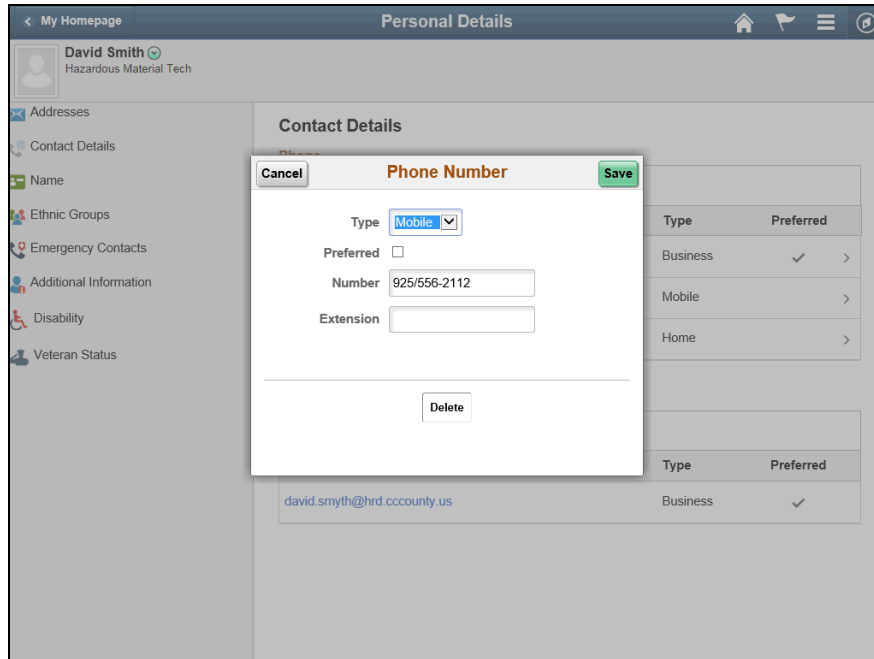 My Homepage
Personal Details
David Smith
Hazardous Material Tech
Addresses
Contact Details
Name
Ethnic Groups
Emergency Contacts
Additional Information
Disability
Veteran Status
Contact Details
Phone
Cancel
Phone Number
Save
Type Mobile
Preferred
Number 925/556-2112
Extension
Delete
Type Preferred
Business
Mobile
Home
Type Preferred
david.smyth@hrd.cccounty.us Business